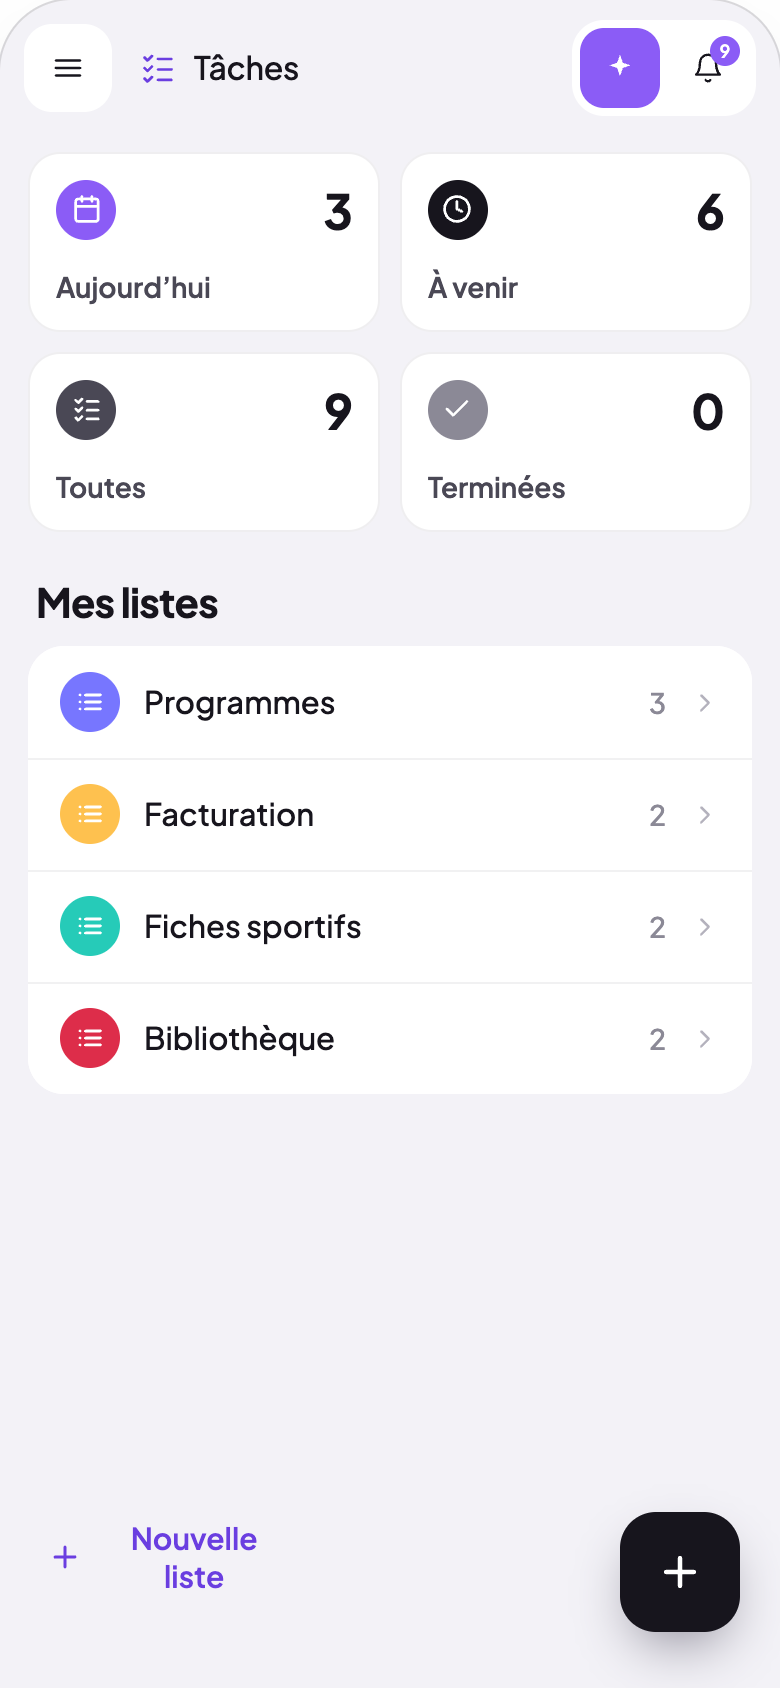 Tâches
9
3
Aujourd’hui
6
À venir
9
Toutes
0
Terminées
Mes listes
Programmes 3
Facturation 2
Fiches sportifs 2
Bibliothèque 2
Nouvelle
liste